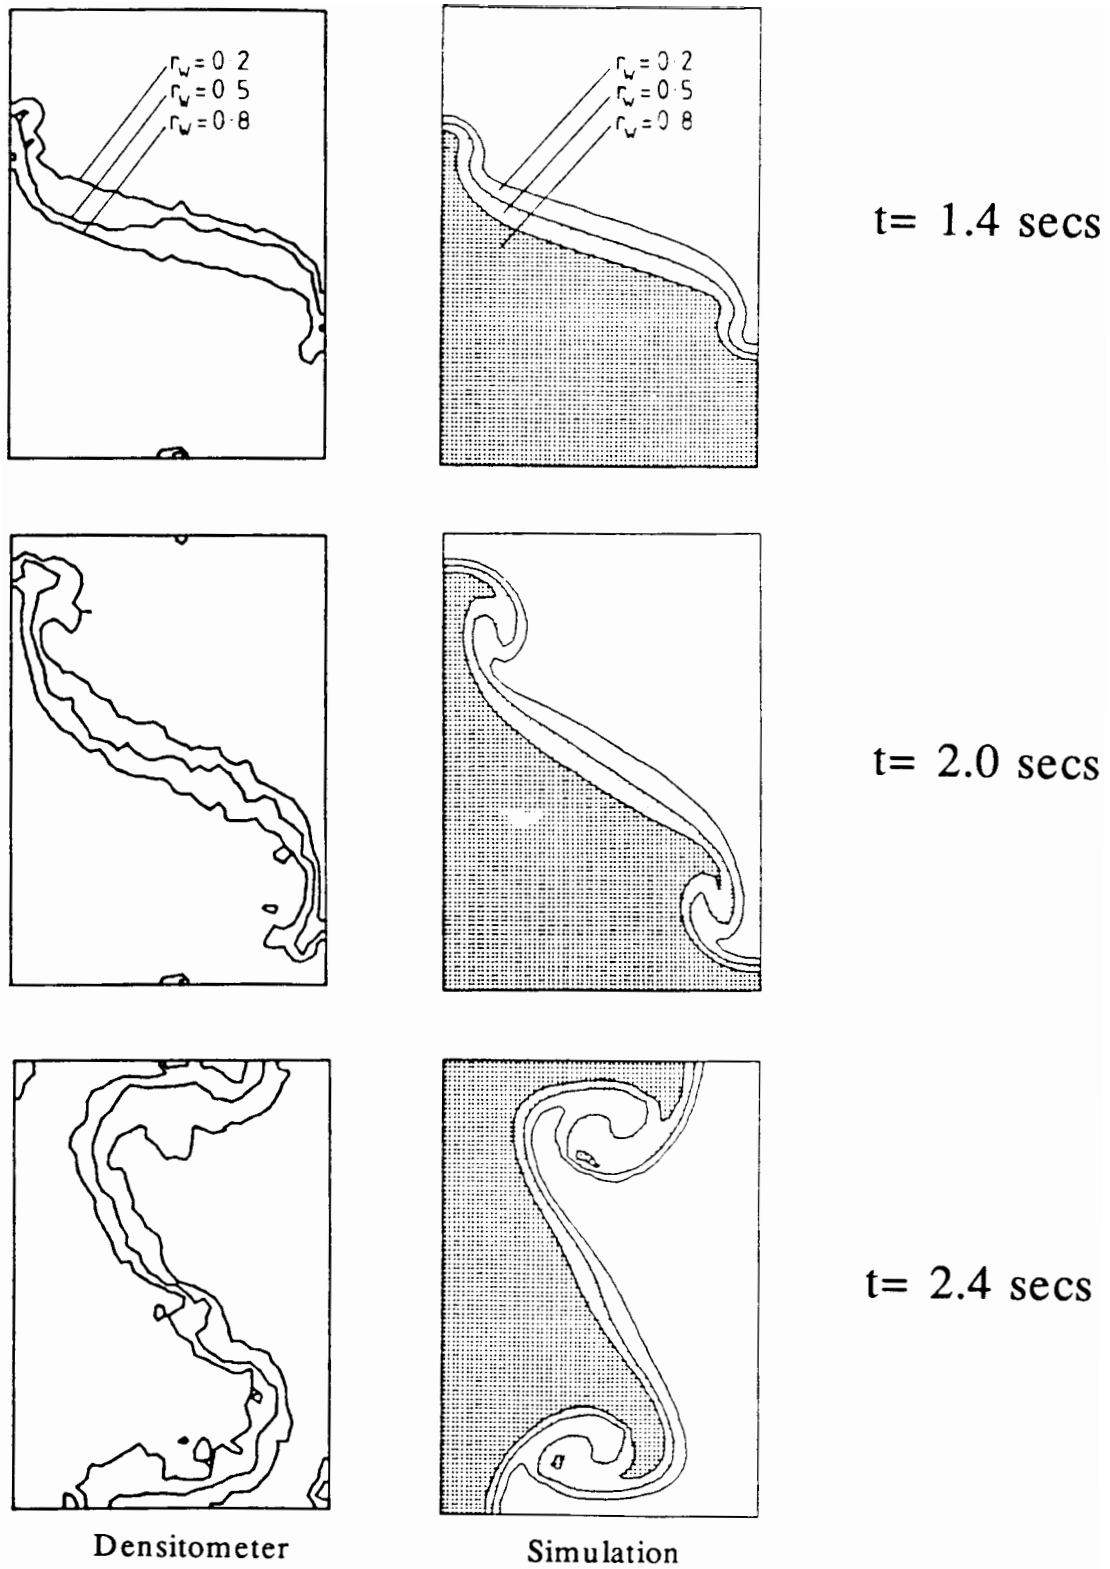 r_w=0·2
r_w=0·5
r_w=0·8
r_w=0·2
r_w=0·5
r_w=0·8
t= 1.4 secs
t= 2.0 secs
t= 2.4 secs
Densitometer
Simulation